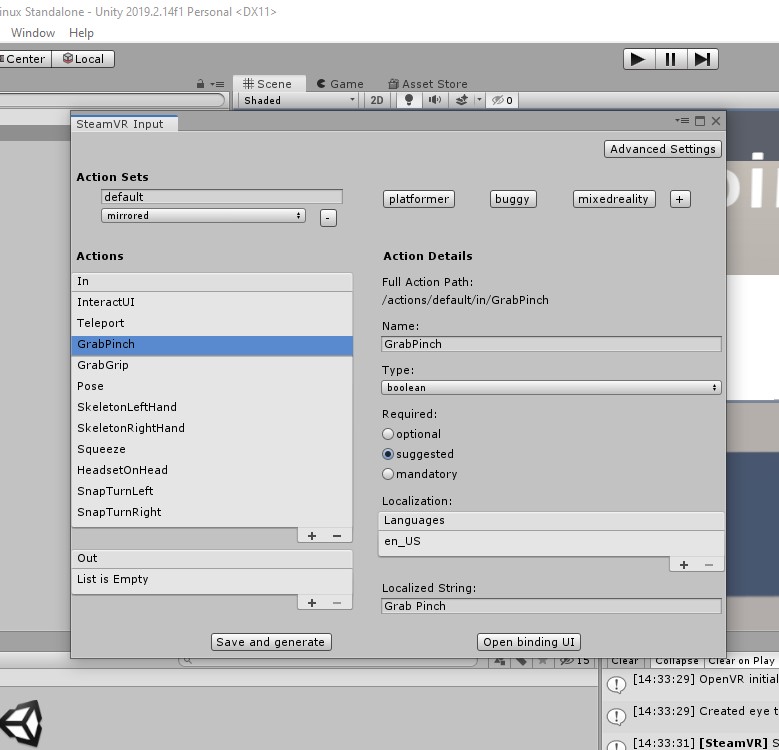 inux Standalone - Unity 2019.2.14f1 Personal <DX11>
Window Help
Center Local
Scene Game Asset Store
Shaded 2D 0
SteamVR Input
Advanced Settings
Action Sets
default platformer buggy mixedreality +
mirrored -
Actions
Action Details
In
InteractUI
Teleport
GrabPinch
GrabGrip
Pose
SkeletonLeftHand
SkeletonRightHand
Squeeze
HeadsetOnHead
SnapTurnLeft
SnapTurnRight
+ −
Out
List is Empty
+ −
Full Action Path:
/actions/default/in/GrabPinch
Name:
GrabPinch
Type:
boolean
Required:
optional
suggested
mandatory
Localization:
Languages
en_US
+ −
Localized String:
Grab Pinch
Save and generate Open binding UI
15 Clear Collapse Clear on Play
[14:33:29] OpenVR initial
[14:33:29] Created eye t
[14:33:31] [SteamVR] S